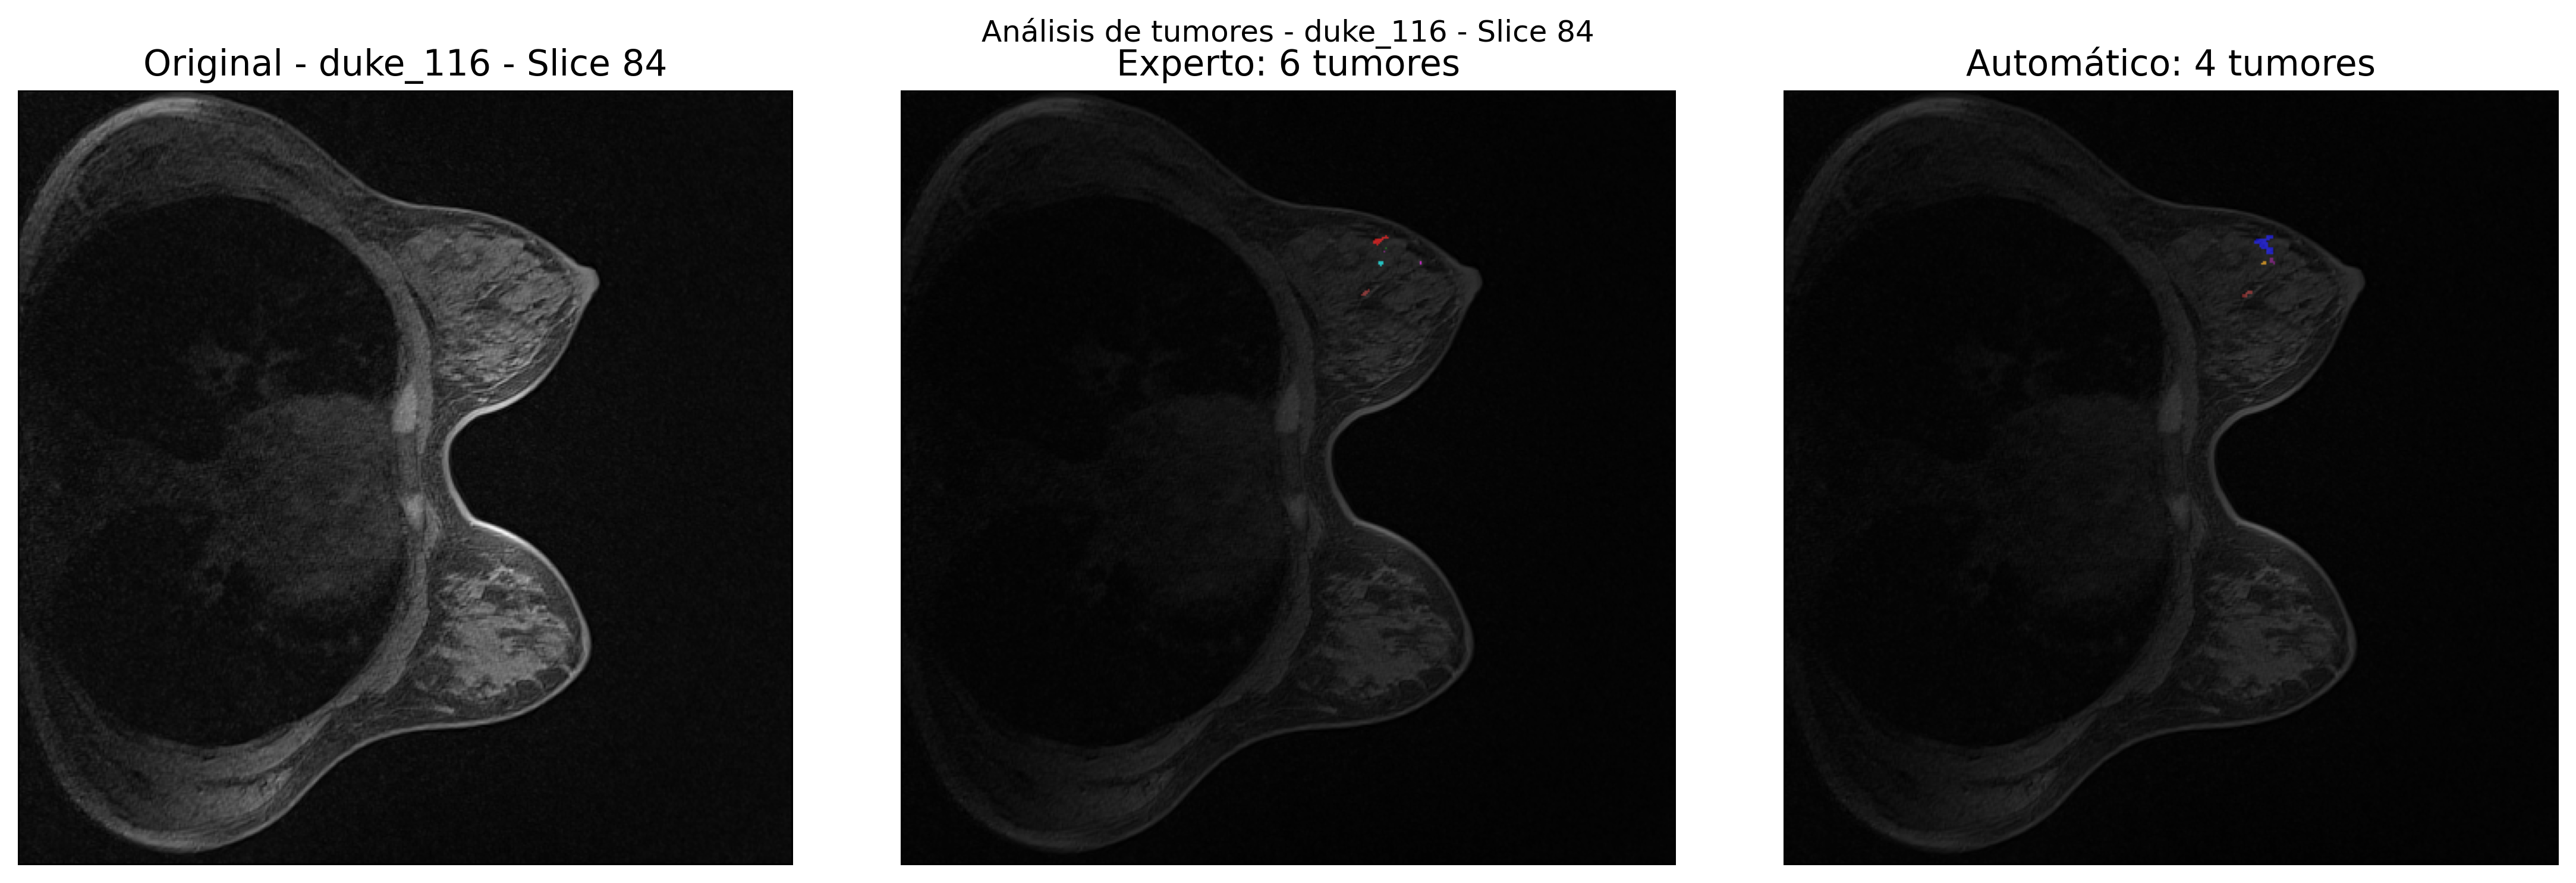 Análisis de tumores - duke_116 - Slice 84
Original - duke_116 - Slice 84
Experto: 6 tumores
Automático: 4 tumores